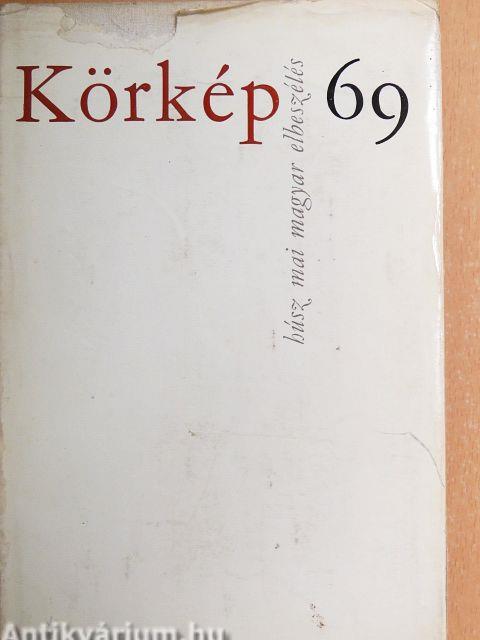 Körkép 69
húsz mai magyar elbeszélés
Antikvárium.hu